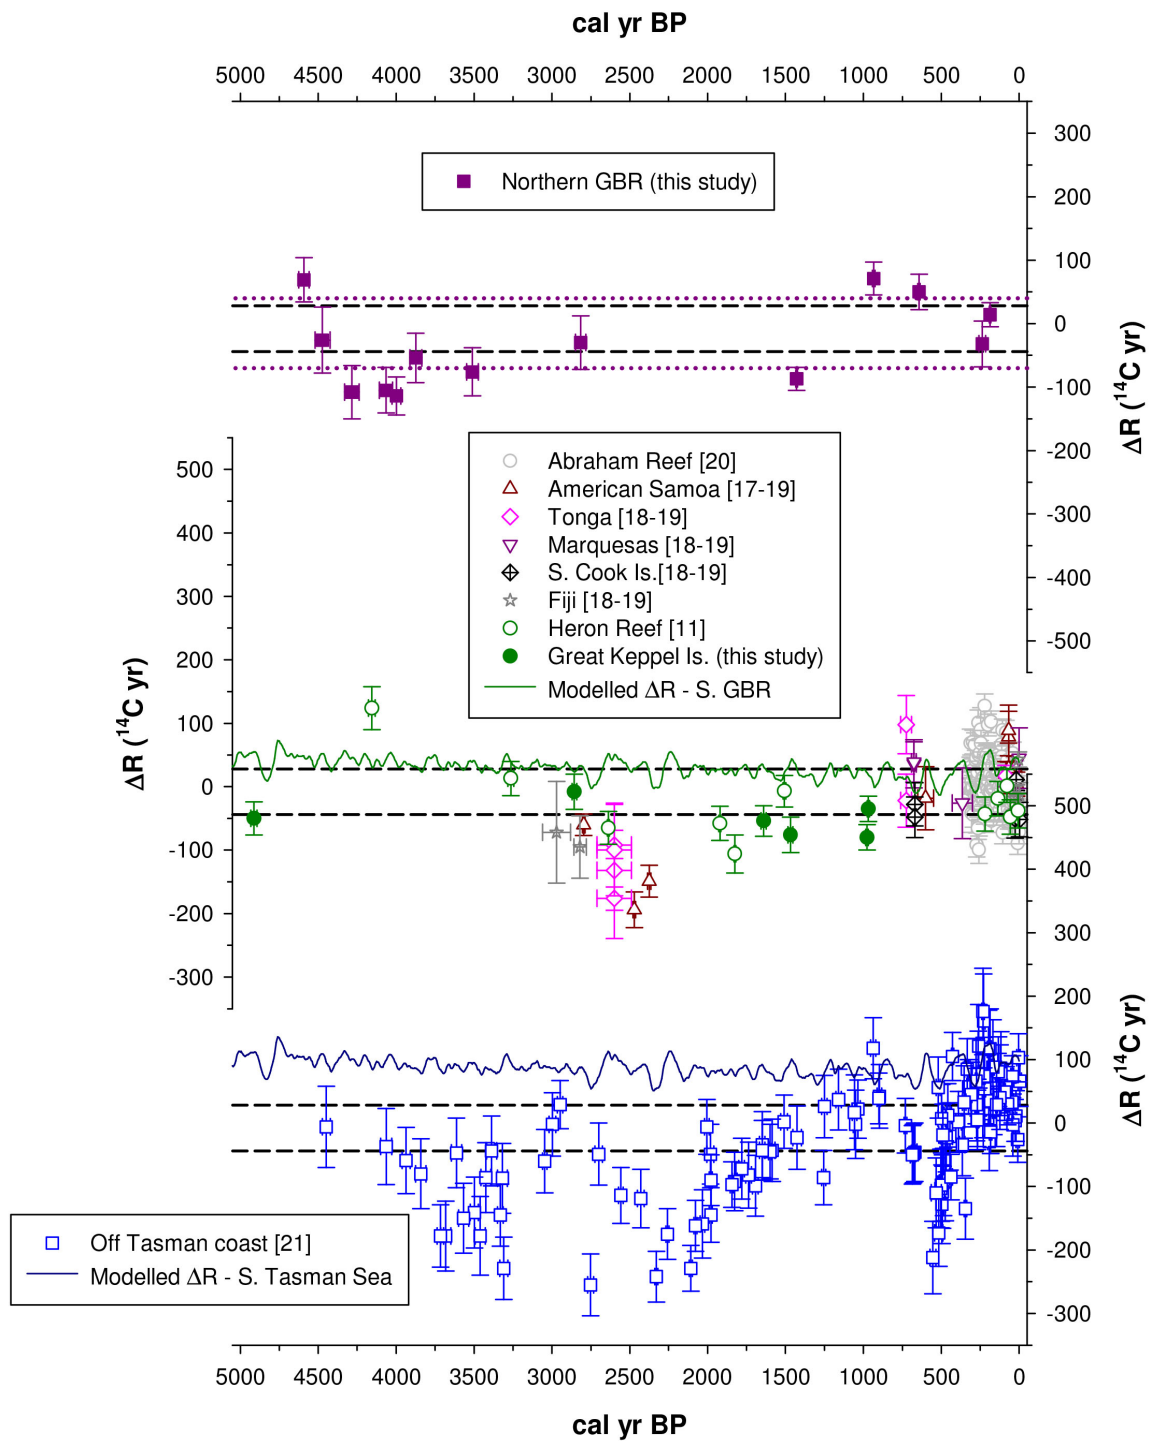 cal yr BP
5000 4500 4000 3500 3000 2500 2000 1500 1000 500 0
300
200
100
0
-100
-200
-300
-400
-500
ΔR (¹⁴C yr)
Northern GBR (this study)
500
400
300
200
100
0
-100
-200
-300
ΔR (¹⁴C yr)
Abraham Reef [20]
American Samoa [17-19]
Tonga [18-19]
Marquesas [18-19]
S. Cook Is.[18-19]
Fiji [18-19]
Heron Reef [11]
Great Keppel Is. (this study)
Modelled ΔR - S. GBR
500
400
300
200
100
0
-100
-200
-300
ΔR (¹⁴C yr)
Off Tasman coast [21]
Modelled ΔR - S. Tasman Sea
5000 4500 4000 3500 3000 2500 2000 1500 1000 500 0
cal yr BP